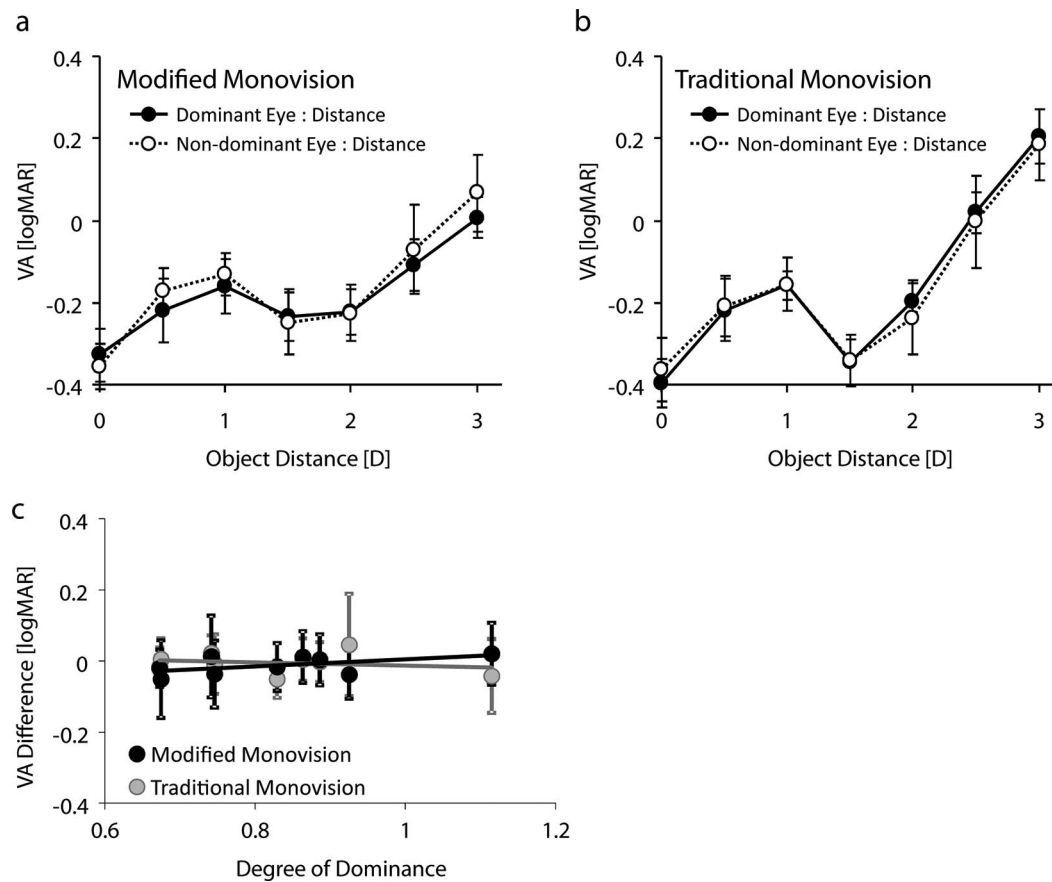 a
0.4
0.2
0
-0.2
-0.4
VA [logMAR]
Modified Monovision
Dominant Eye : Distance
Non-dominant Eye : Distance
0 1 2 3
Object Distance [D]
b
0.4
0.2
0
-0.2
-0.4
VA [logMAR]
Traditional Monovision
Dominant Eye : Distance
Non-dominant Eye : Distance
0 1 2 3
Object Distance [D]
c
0.4
0.2
0
-0.2
-0.4
VA Difference [logMAR]
Modified Monovision
Traditional Monovision
0.6 0.8 1 1.2
Degree of Dominance